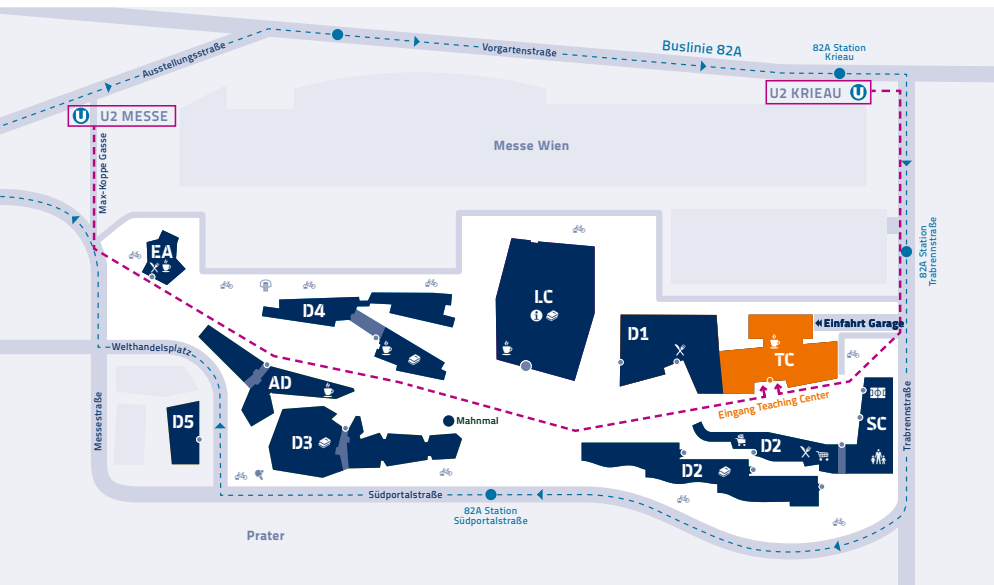 Buslinie 82A
82A Station
Krieau
Vorgartenstraße
Ausstellungsstraße
U2 KRIEAU
U2 MESSE
Messe Wien
Max-Koppe Gasse
82A Station
Trabrennstraße
EA
LC
D4
Einfahrt Garage
D1
TC
Welthandelsplatz
AD
Eingang Teaching Center
Messestraße
D5
Mahnmal
Trabrennstraße
SC
D3
D2
D2
Südportalstraße
82A Station
Südportalstraße
Prater